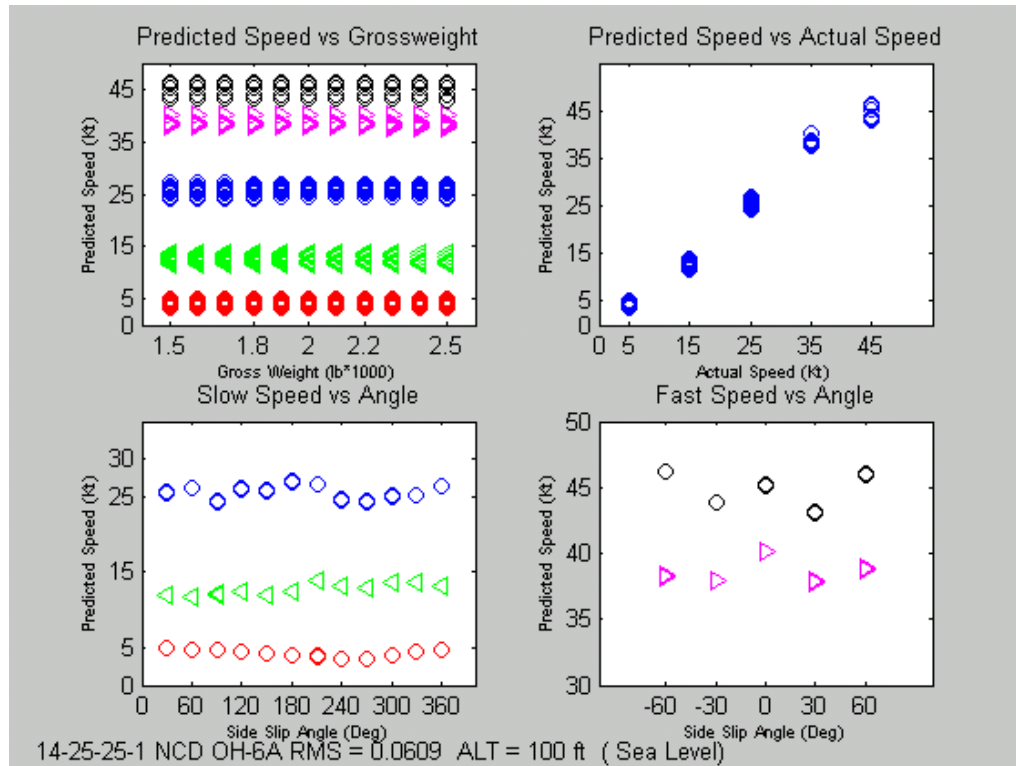 Predicted Speed vs Grossweight
Predicted Speed (Kt)
45
35
25
15
5
0
1.5 1.8 2 2.2 2.5
Gross Weight (lb*1000)
Predicted Speed vs Actual Speed
Predicted Speed (Kt)
45
35
25
15
5
0
0 5 15 25 35 45
Actual Speed (Kt)
Slow Speed vs Angle
Predicted Speed (Kt)
30
25
15
5
0
0 60 120 180 240 300 360
Side Slip Angle (Deg)
Fast Speed vs Angle
Predicted Speed (Kt)
50
45
40
35
30
-60 -30 0 30 60
Side Slip Angle (Deg)
14-25-25-1 NCD OH-6A RMS = 0.0609 ALT = 100 ft ( Sea Level)